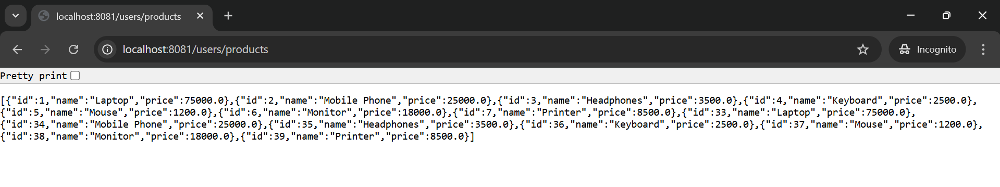 localhost:8081/users/products
localhost:8081/users/products
Incognito
Pretty print
[{"id":1,"name":"Laptop","price":75000.0},{"id":2,"name":"Mobile Phone","price":25000.0},{"id":3,"name":"Headphones","price":3500.0},{"id":4,"name":"Keyboard","price":2500.0},
{"id":5,"name":"Mouse","price":1200.0},{"id":6,"name":"Monitor","price":18000.0},{"id":7,"name":"Printer","price":8500.0},{"id":33,"name":"Laptop","price":75000.0},
{"id":34,"name":"Mobile Phone","price":25000.0},{"id":35,"name":"Headphones","price":3500.0},{"id":36,"name":"Keyboard","price":2500.0},{"id":37,"name":"Mouse","price":1200.0},
{"id":38,"name":"Monitor","price":18000.0},{"id":39,"name":"Printer","price":8500.0}]